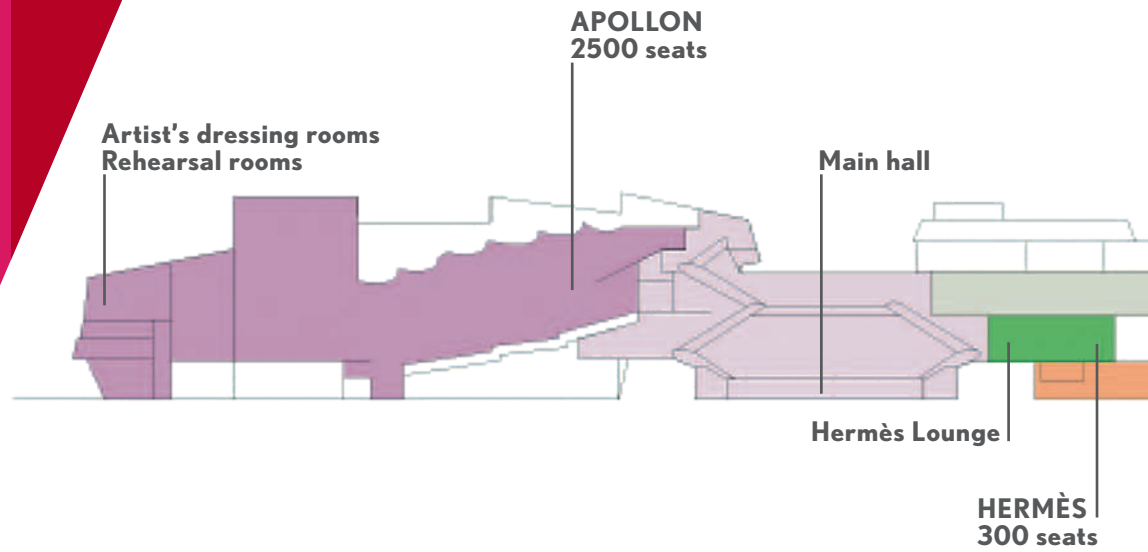 APOLLON
2500 seats
Artist's dressing rooms
Rehearsal rooms
Main hall
Hermès Lounge
HERMÈS
300 seats